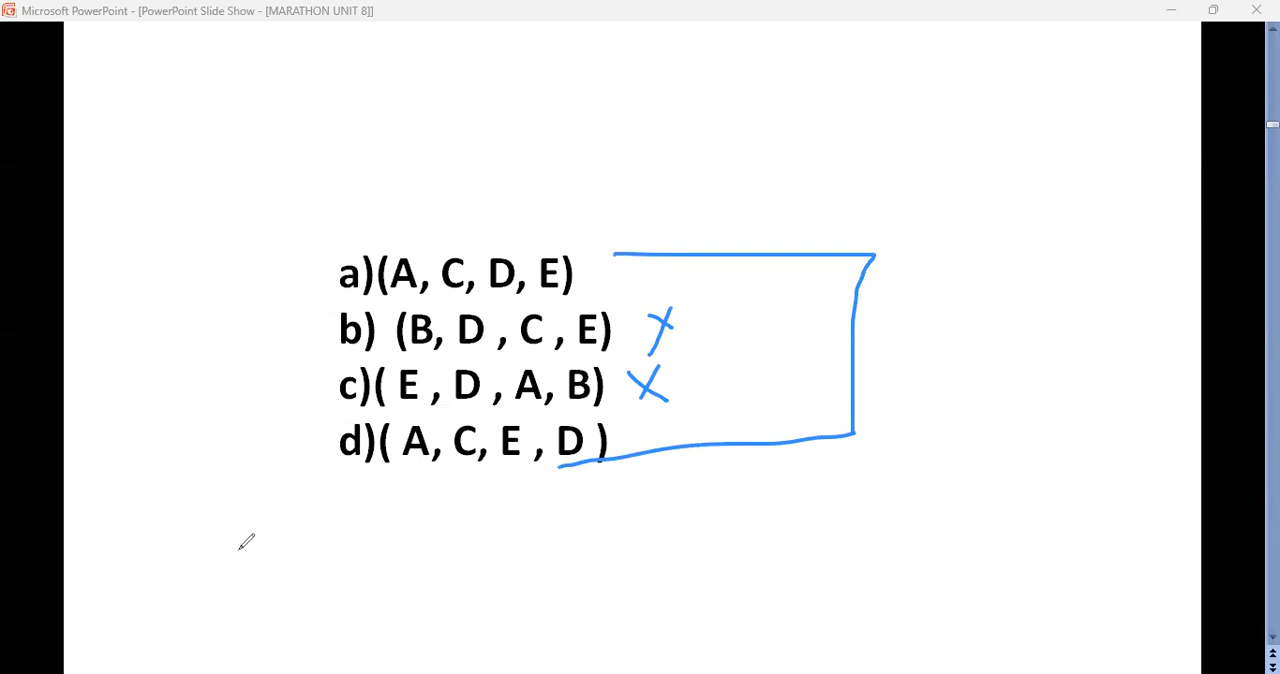 Microsoft PowerPoint - [PowerPoint Slide Show - [MARATHON UNIT 8]]
a)(A, C, D, E)
b) (B, D , C , E) X
c)( E , D , A, B) X
d)( A, C, E , D )